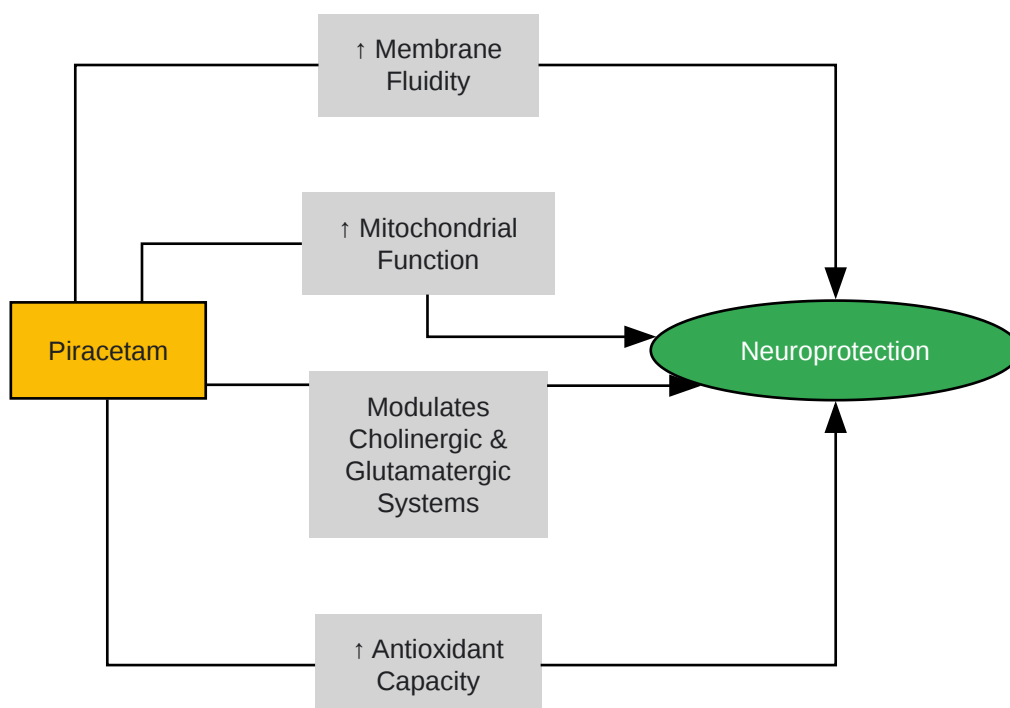 ↑ Membrane
Fluidity
↑ Mitochondrial
Function
Piracetam
Neuroprotection
Modulates
Cholinergic &
Glutamatergic
Systems
↑ Antioxidant
Capacity